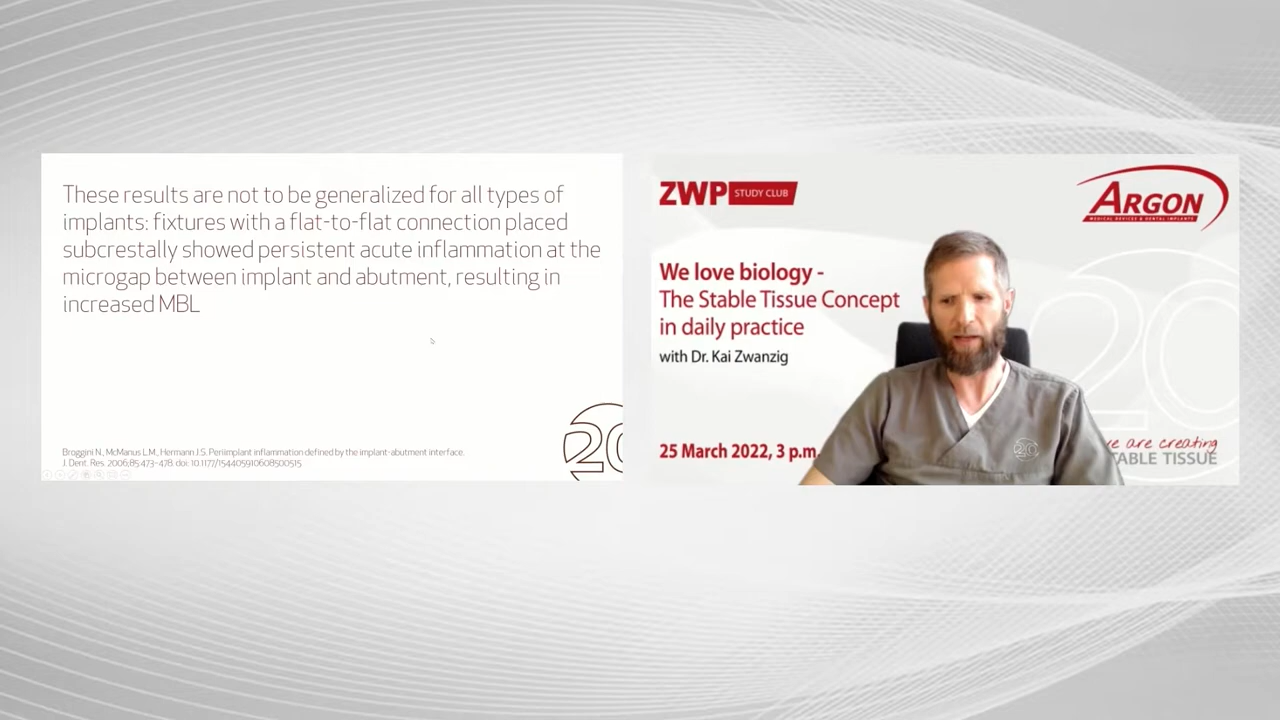 These results are not to be generalized for all types of
implants: fixtures with a flat-to-flat connection placed
subcrestally showed persistent acute inflammation at the
microgap between implant and abutment, resulting in
increased MBL
Broggini N., McManus L.M., Hermann J.S. Periimplant inflammation defined by the implant-abutment interface.
J. Dent. Res. 2006;85:473–478. doi: 10.1177/154405910608500515
20
ZWP STUDY CLUB
ARGON
MEDICAL DEVICES & DENTAL IMPLANTS
We love biology -
The Stable Tissue Concept
in daily practice
with Dr. Kai Zwanzig
25 March 2022, 3 p.m.
20
we are creating
TABLE TISSUE